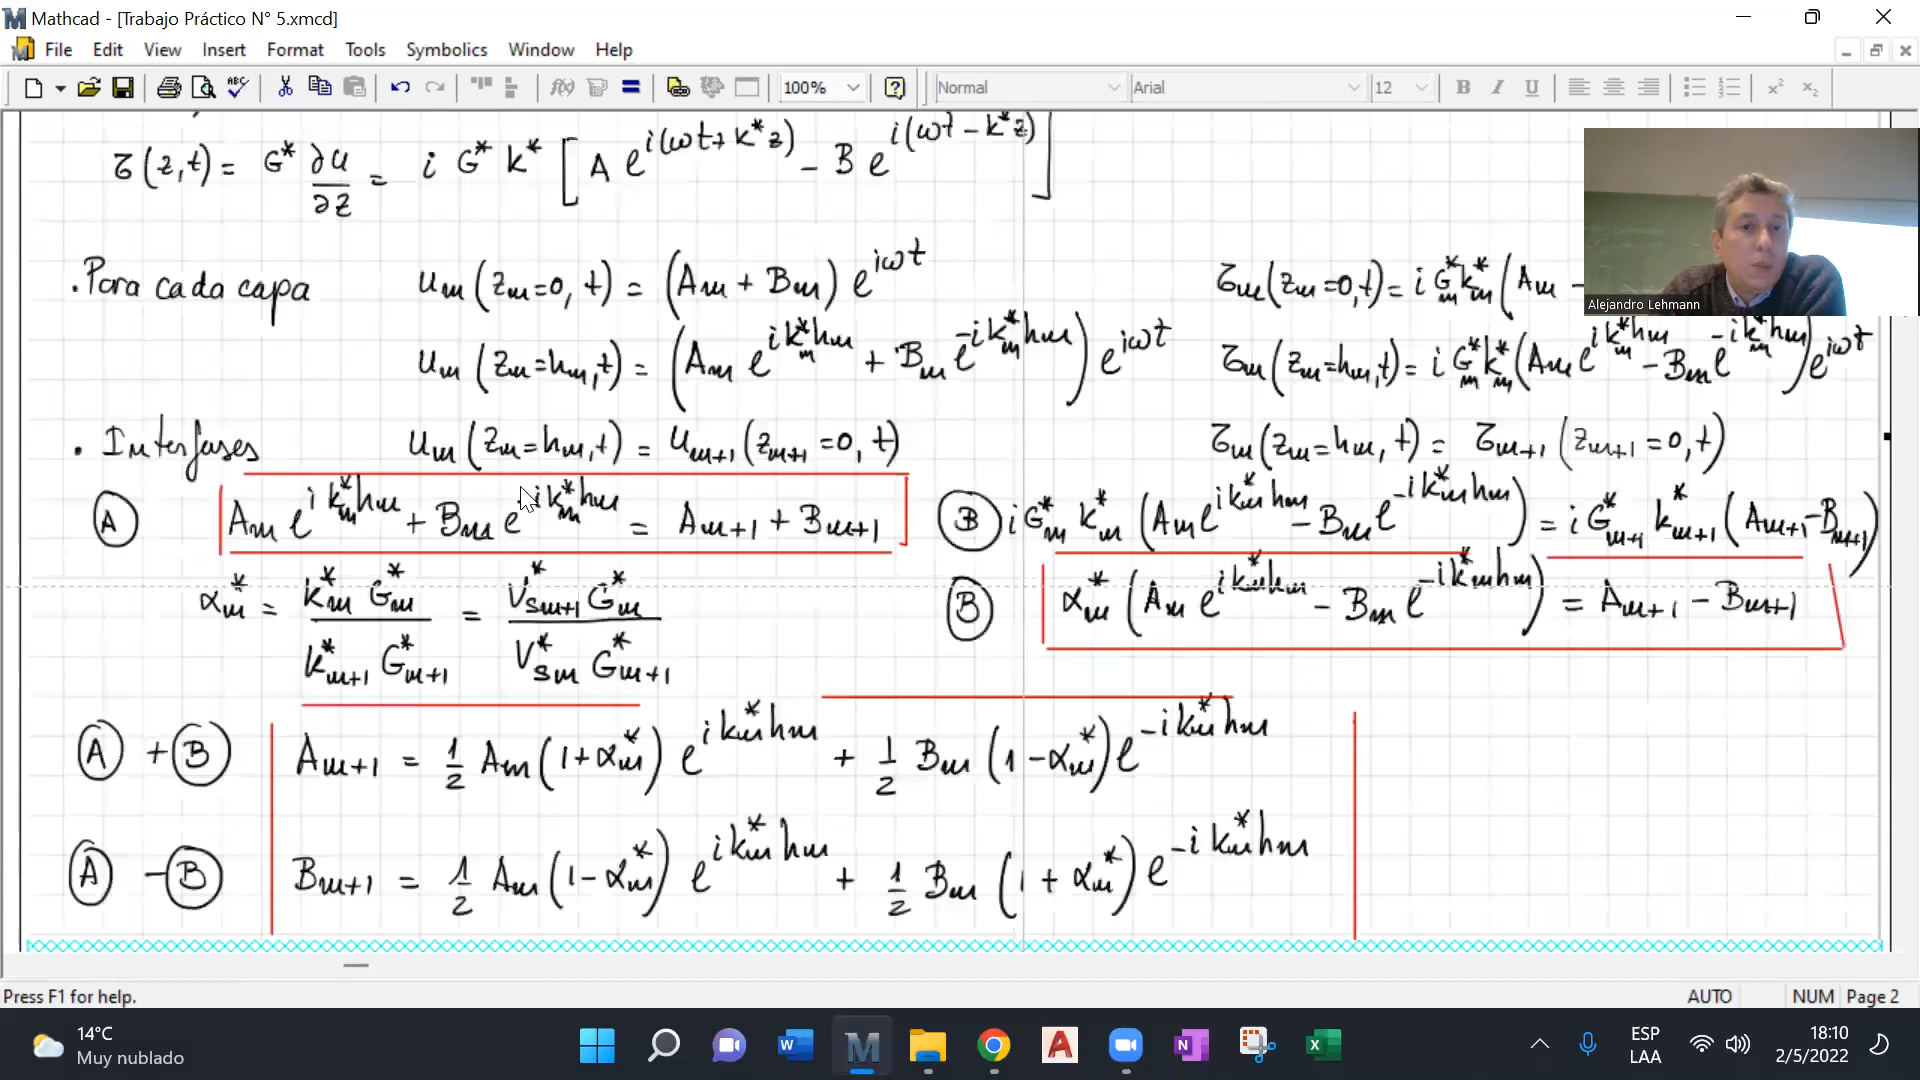 Mathcad - [Trabajo Práctico N° 5.xmcd]
File Edit View Insert Format Tools Symbolics Window Help
100% Normal Arial 12 B I U
τ(z,t) = G* ∂u/∂z = i G* k* [A e^{i(ωt+k*z)} - B e^{i(ωt-k*z)}]
Alejandro Lehmann
. Para cada capa u_m(z_m=0, t) = (A_m + B_m) e^{iωt} τ_m(z_m=0,t) = i G*_m k*_m (A_m -
u_m(z_m=h_m,t) = (A_m e^{ik*_m h_m} + B_m e^{-ik*_m h_m}) e^{iωt} τ_m(z_m=h_m,t) = i G*_m k*_m (A_m e^{ik*_m h_m} - B_m e^{-ik*_m h_m}) e^{iωt}
. Interfases u_m(z_m=h_m,t) = u_{m+1}(z_{m+1}=0, t) τ_m(z_m=h_m, t) = τ_{m+1}(z_{m+1}=0,t)
A A_m e^{ik*_m h_m} + B_m e^{-ik*_m h_m} = A_{m+1} + B_{m+1} B i G*_m k*_m (A_m e^{ik*_m h_m} - B_m e^{-ik*_m h_m}) = i G*_{m+1} k*_{m+1} (A_{m+1} - B_{m+1})
α*_m = k*_m G*_m / k*_{m+1} G*_{m+1} = V*_{sm+1} G*_m / V*_{sm} G*_{m+1} B α*_m (A_m e^{ik*_m h_m} - B_m e^{-ik*_m h_m}) = A_{m+1} - B_{m+1}
A + B A_{m+1} = 1/2 A_m (1+α*_m) e^{ik*_m h_m} + 1/2 B_m (1-α*_m) e^{-ik*_m h_m}
A - B B_{m+1} = 1/2 A_m (1-α*_m) e^{ik*_m h_m} + 1/2 B_m (1+α*_m) e^{-ik*_m h_m}
Press F1 for help. AUTO NUM Page 2
14°C
Muy nublado
ESP
LAA
18:10
2/5/2022